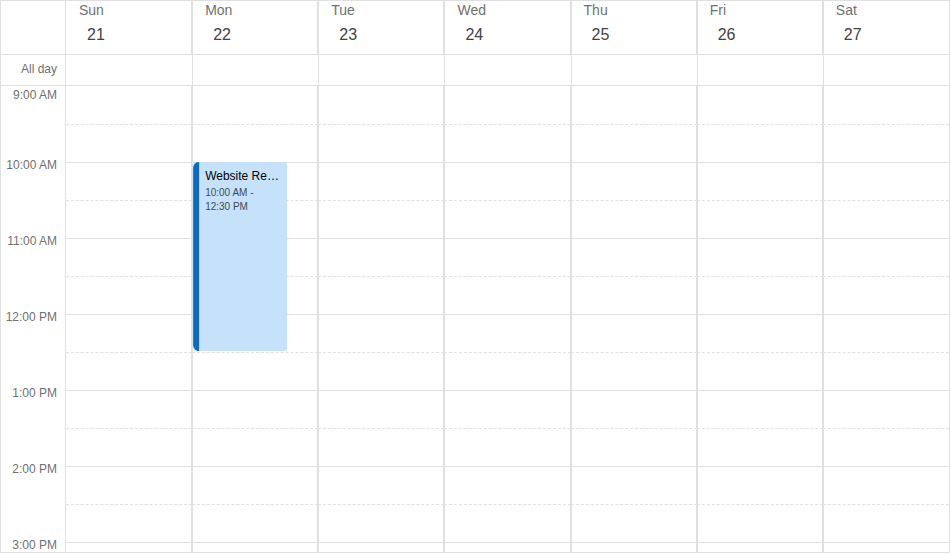 Sun Mon Tue Wed Thu Fri Sat
21 22 23 24 25 26 27
All day
9:00 AM
10:00 AM
Website Re…
10:00 AM -
12:30 PM
11:00 AM
12:00 PM
1:00 PM
2:00 PM
3:00 PM